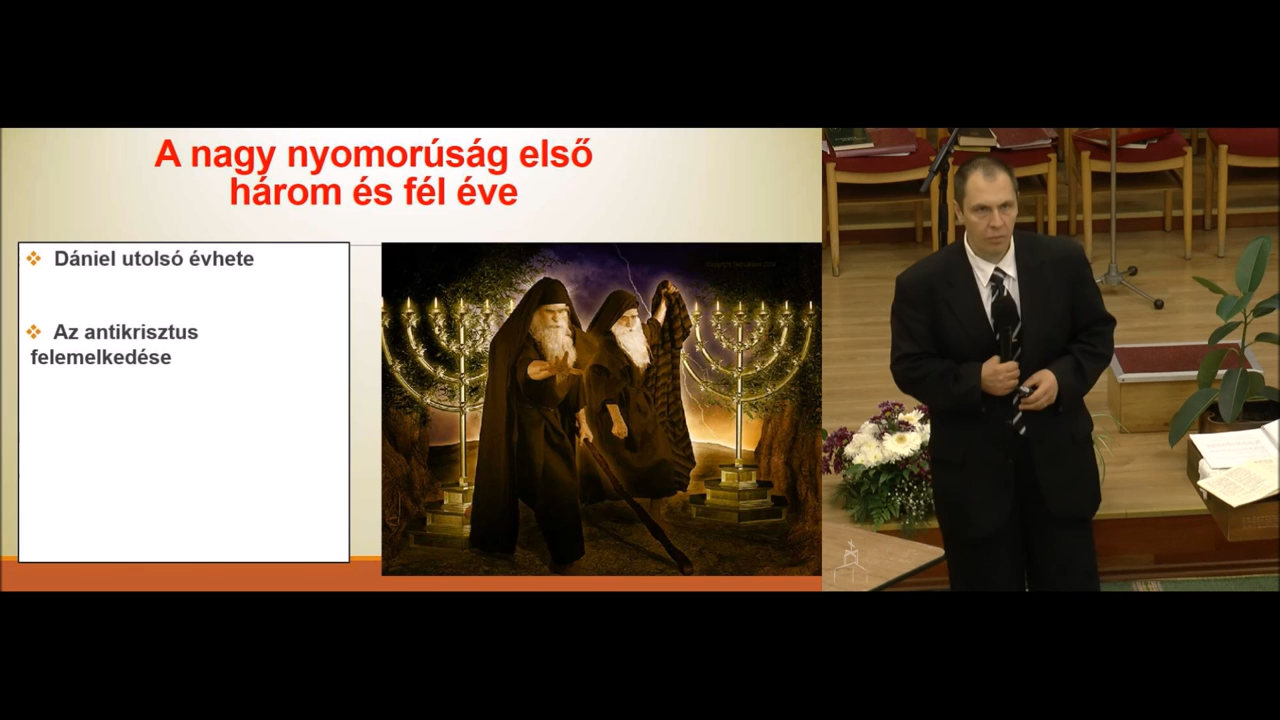 A nagy nyomorúság első
három és fél éve
Dániel utolsó évhete
Az antikrisztus
felemelkedése